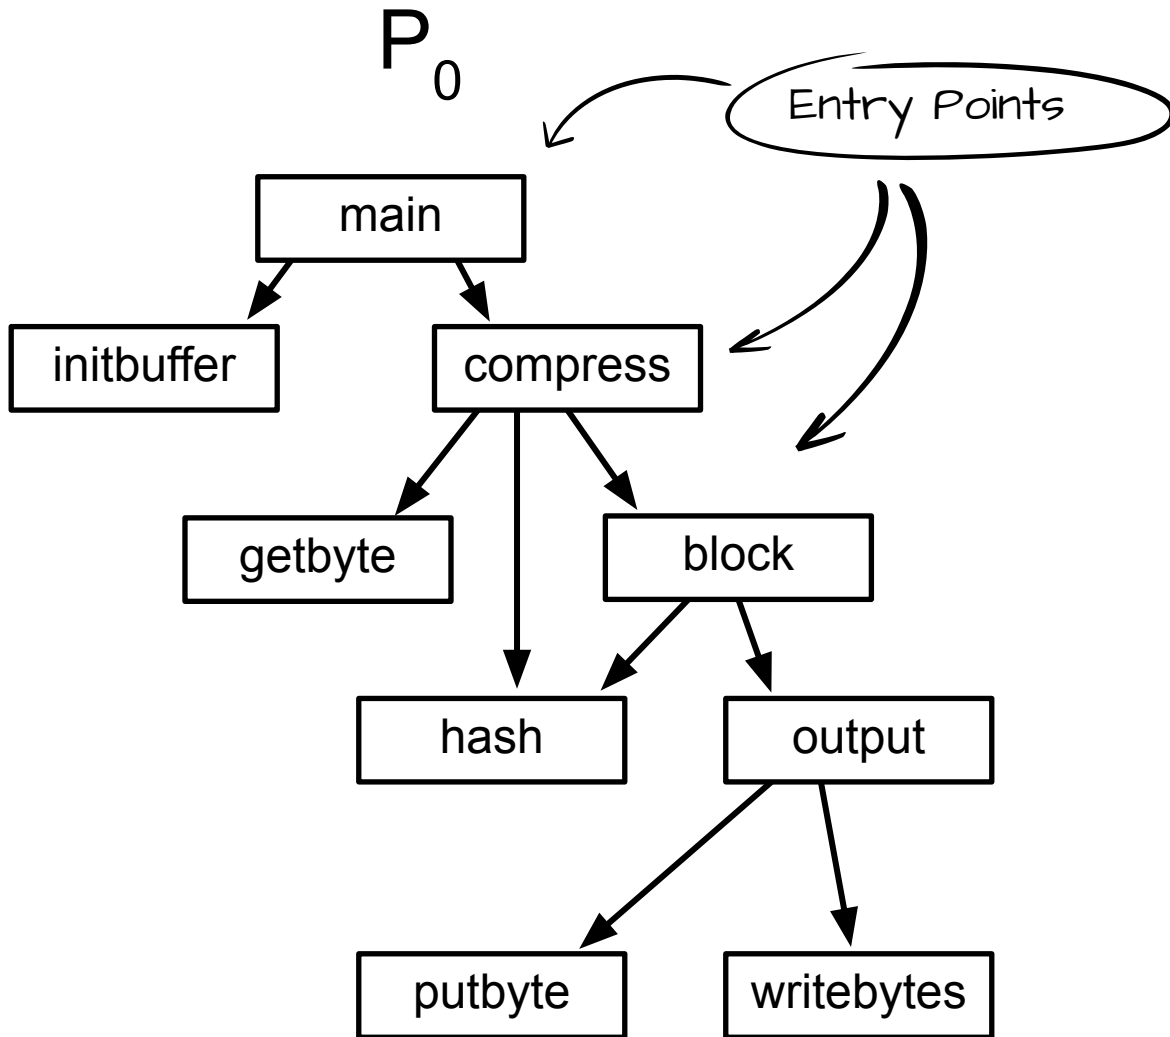 P0
Entry Points
main
initbuffer
compress
getbyte
block
hash
output
putbyte
writebytes